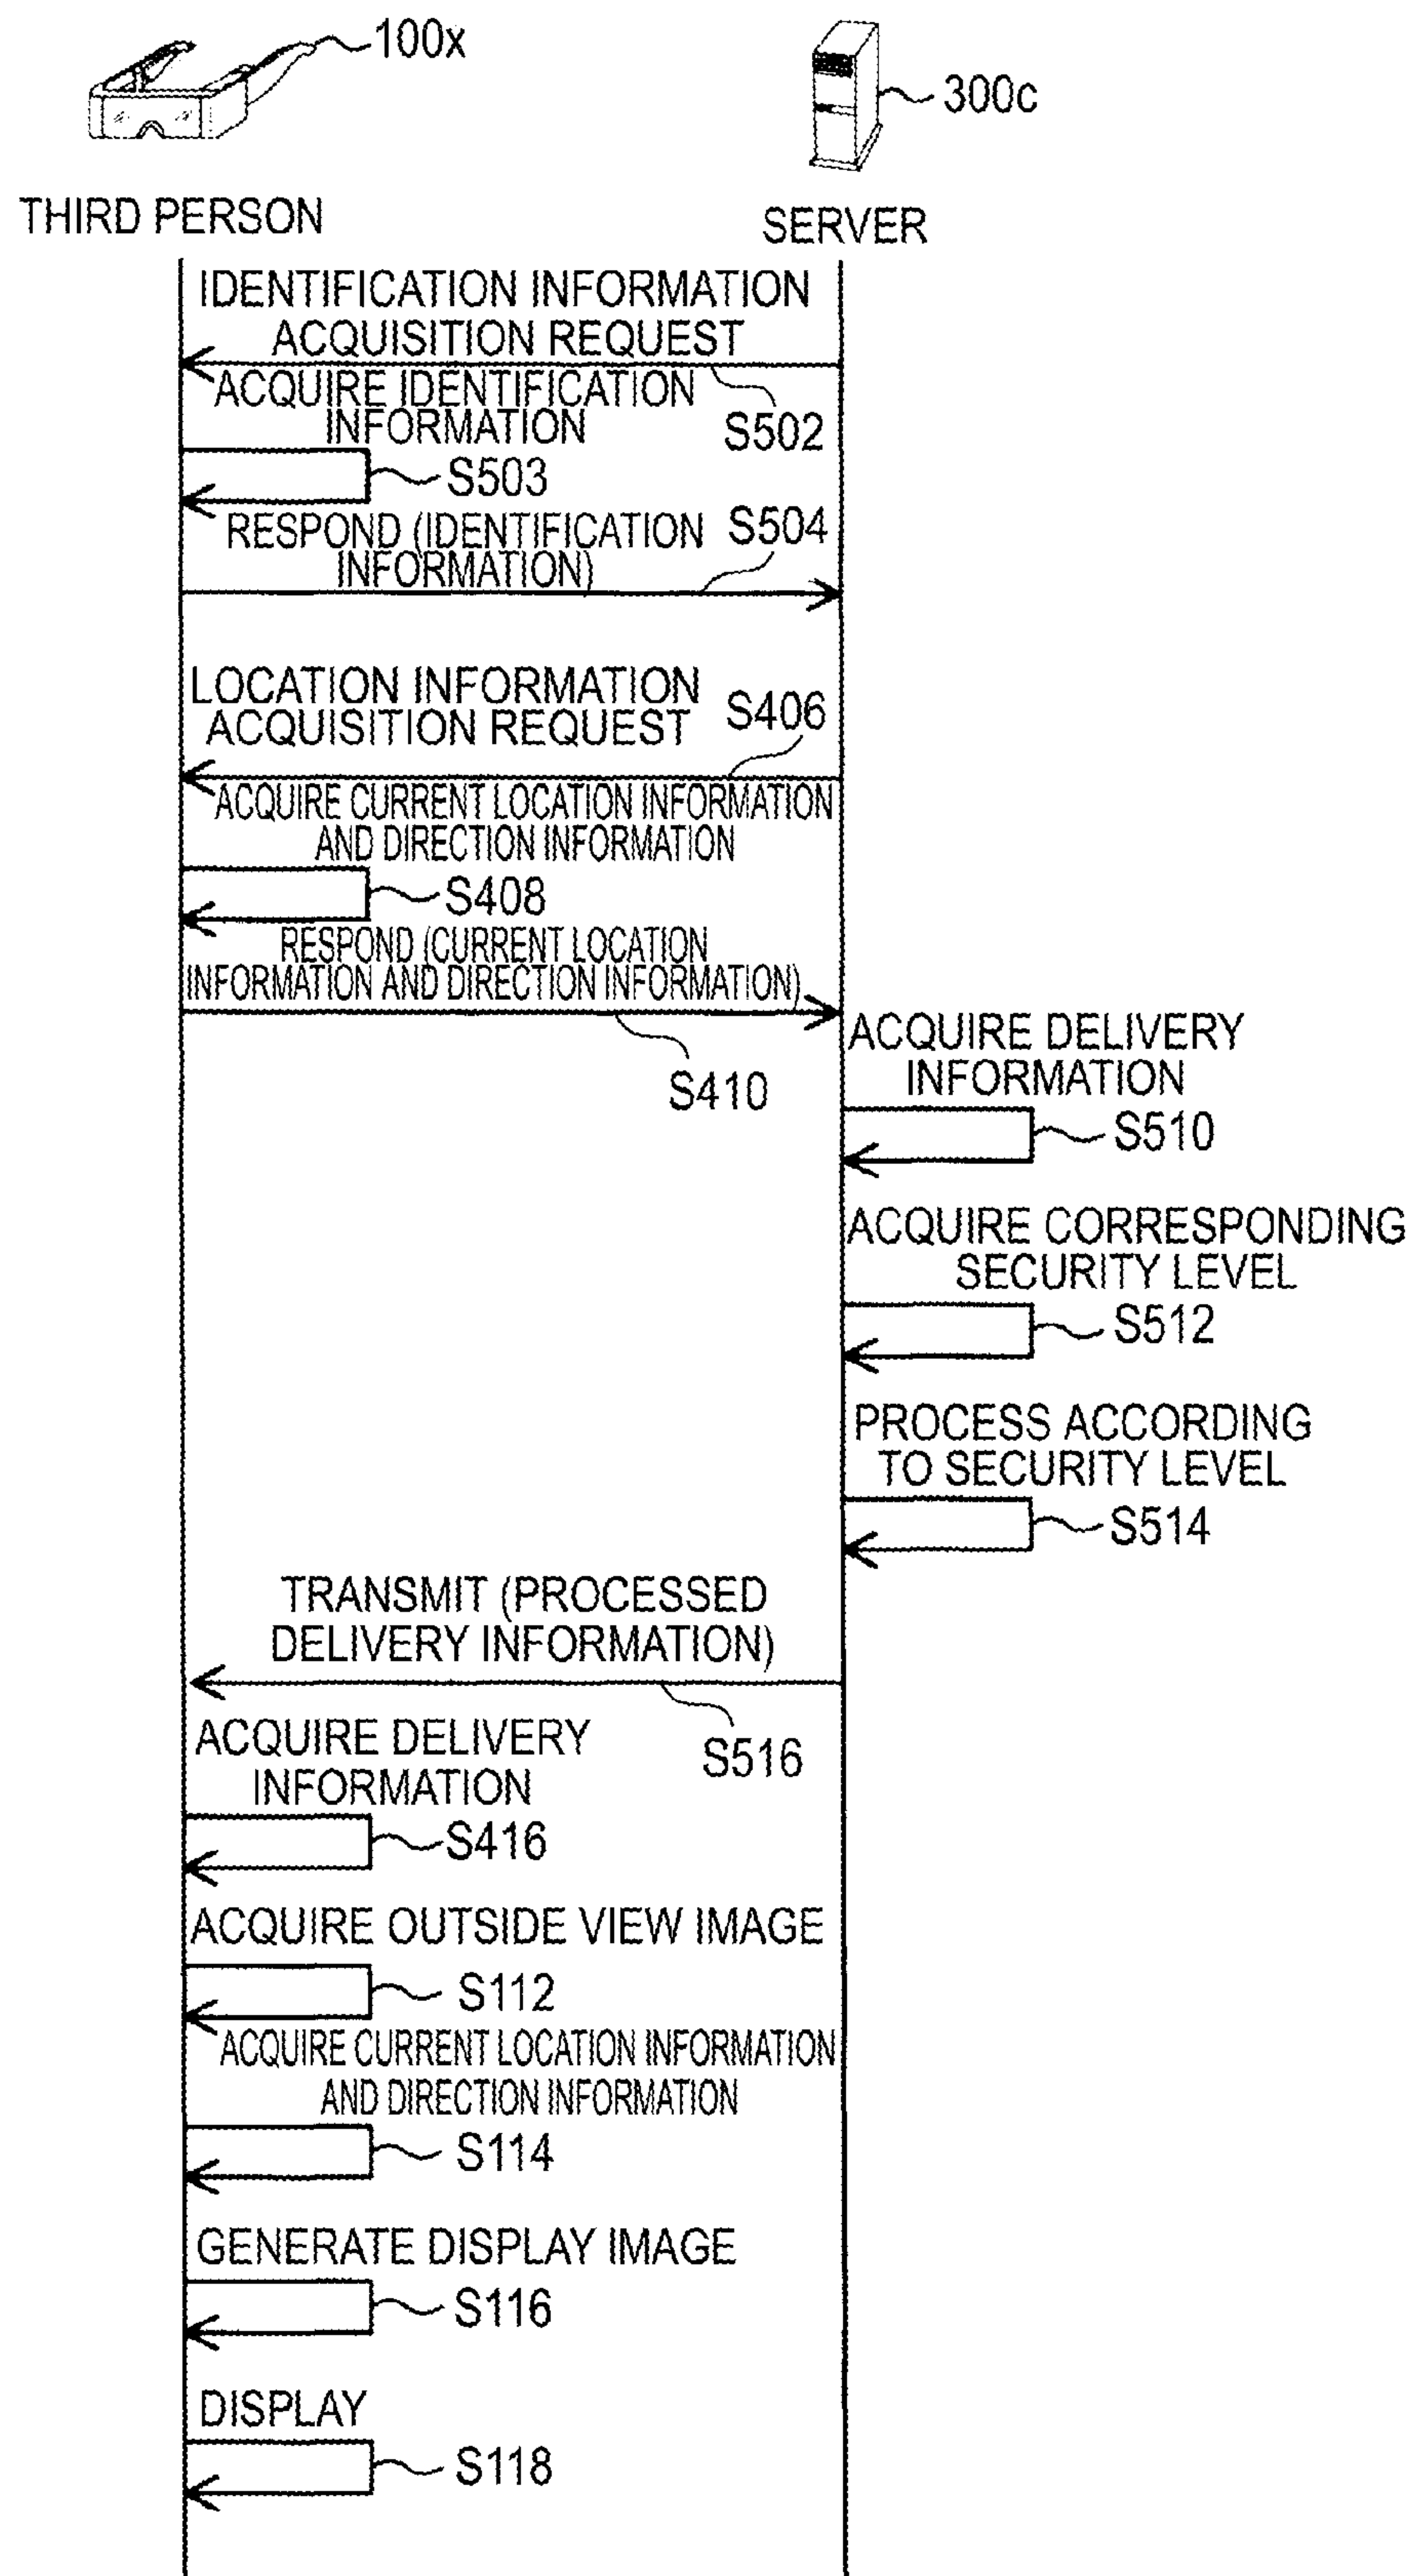 100x
300c
THIRD PERSON
SERVER
IDENTIFICATION INFORMATION
ACQUISITION REQUEST
S502
ACQUIRE IDENTIFICATION
INFORMATION
S503
RESPOND (IDENTIFICATION
INFORMATION)
S504
LOCATION INFORMATION
ACQUISITION REQUEST
S406
ACQUIRE CURRENT LOCATION INFORMATION
AND DIRECTION INFORMATION
S408
RESPOND (CURRENT LOCATION
INFORMATION AND DIRECTION INFORMATION)
S410
ACQUIRE DELIVERY
INFORMATION
S510
ACQUIRE CORRESPONDING
SECURITY LEVEL
S512
PROCESS ACCORDING
TO SECURITY LEVEL
S514
TRANSMIT (PROCESSED
DELIVERY INFORMATION)
S516
ACQUIRE DELIVERY
INFORMATION
S416
ACQUIRE OUTSIDE VIEW IMAGE
S112
ACQUIRE CURRENT LOCATION INFORMATION
AND DIRECTION INFORMATION
S114
GENERATE DISPLAY IMAGE
S116
DISPLAY
S118